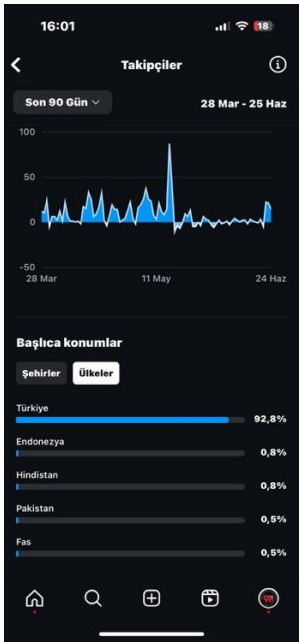 16:01
18
Takipçiler
Son 90 Gün
28 Mar - 25 Haz
100
50
0
-50
28 Mar
11 May
24 Haz
Başlıca konumlar
Şehirler
Ülkeler
Türkiye
92,8%
Endonezya
0,8%
Hindistan
0,8%
Pakistan
0,5%
Fas
0,5%